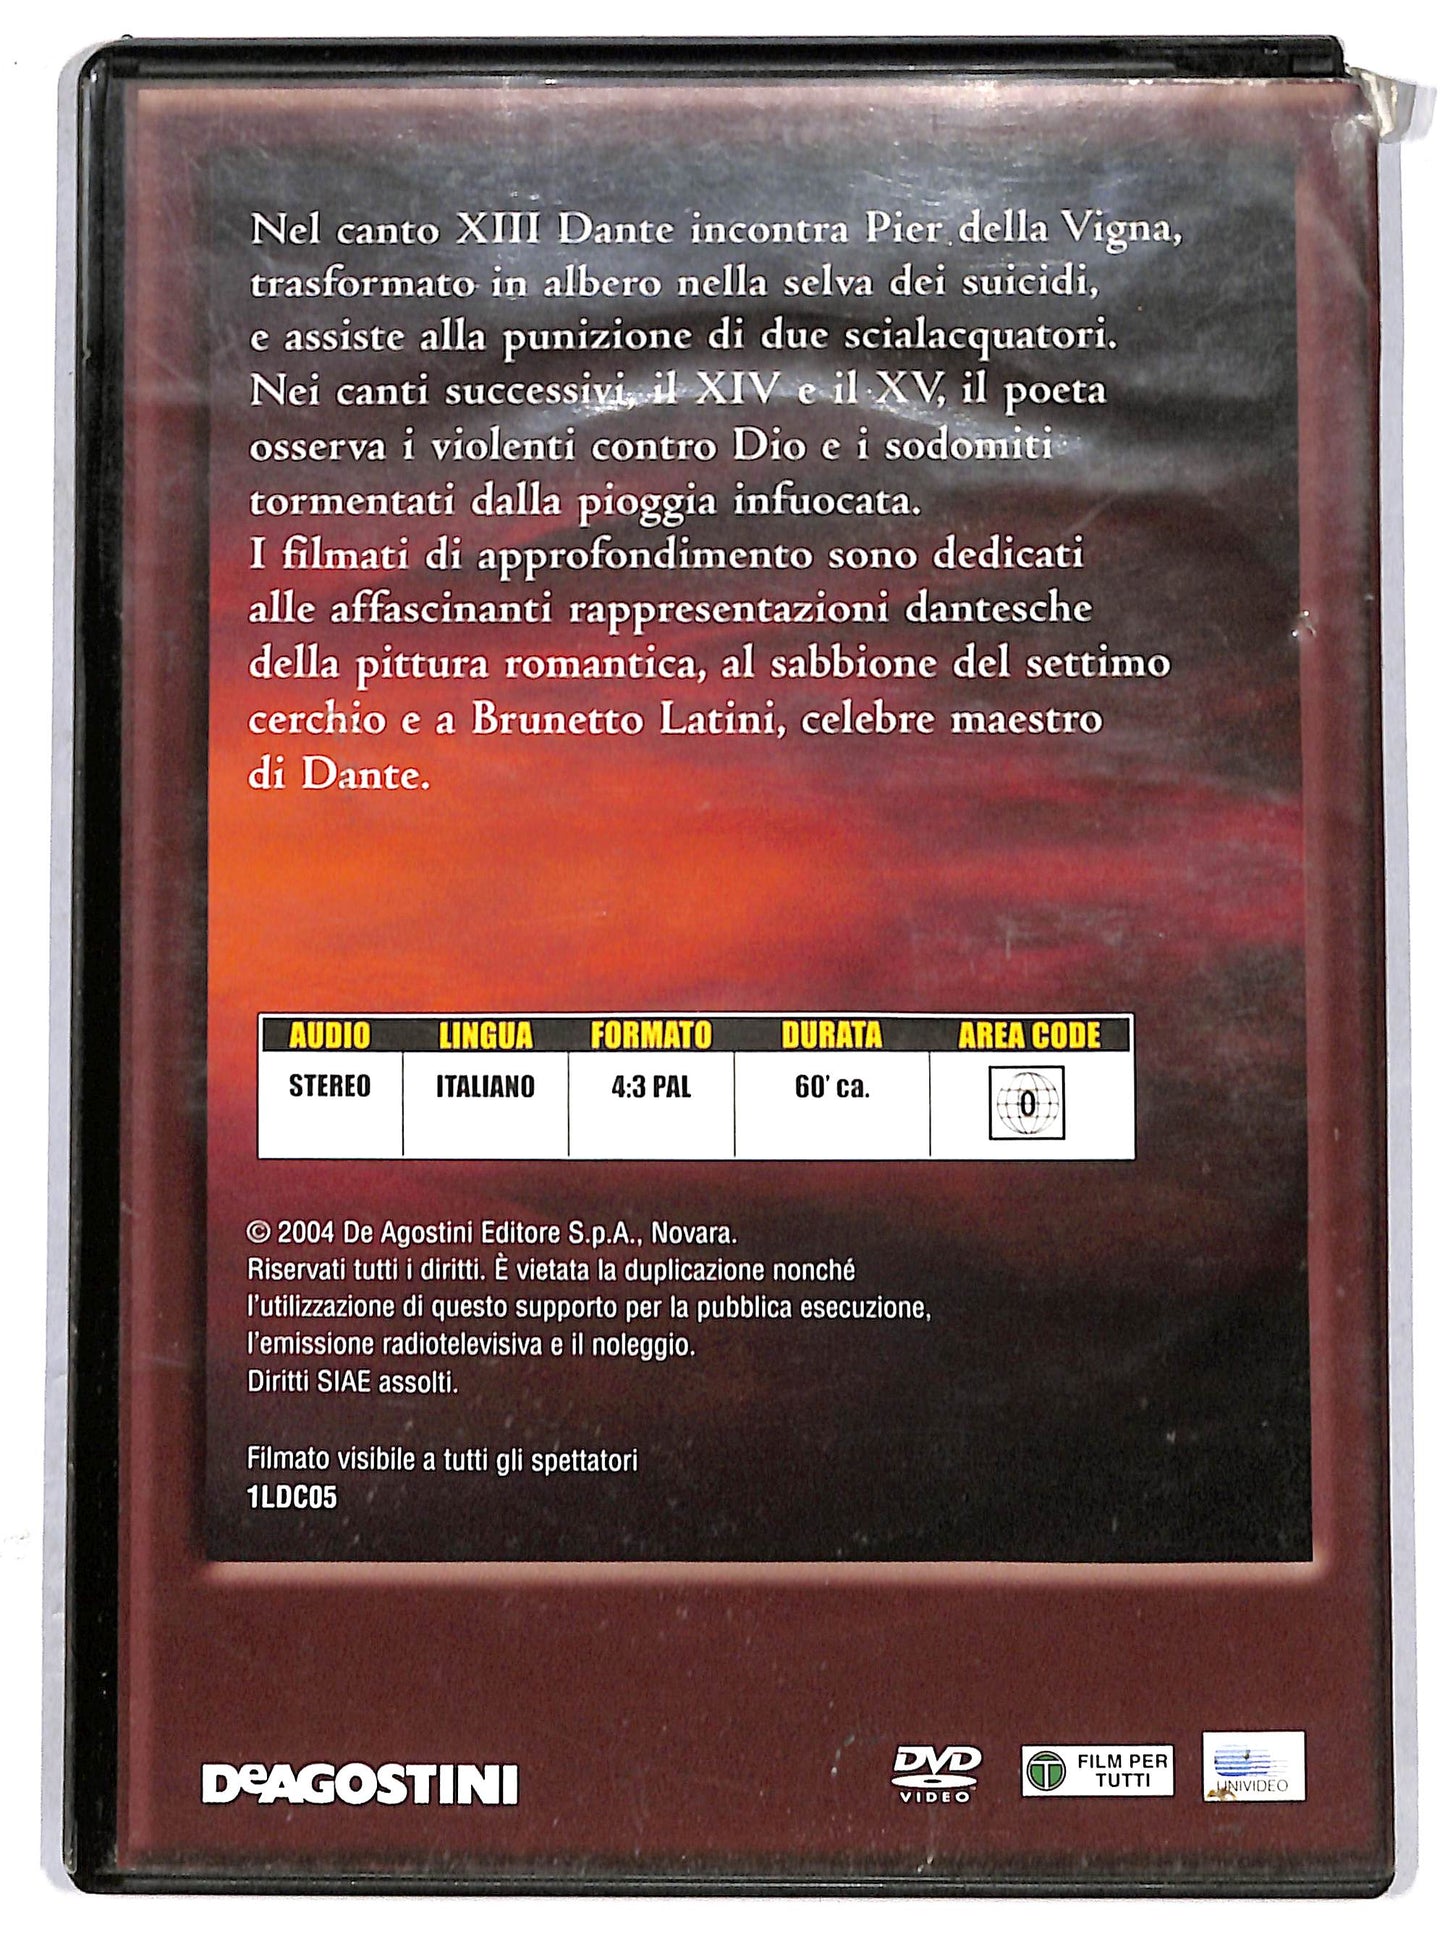 Nel canto XIII Dante incontra Pier della Vigna,
trasformato in albero nella selva dei suicidi,
e assiste alla punizione di due scialacquatori.
Nei canti successivi, il XIV e il XV, il poeta
osserva i violenti contro Dio e i sodomiti
tormentati dalla pioggia infuocata.
I filmati di approfondimento sono dedicati
alle affascinanti rappresentazioni dantesche
della pittura romantica, al sabbione del settimo
cerchio e a Brunetto Latini, celebre maestro
di Dante.
AUDIO LINGUA FORMATO DURATA AREA CODE
STEREO ITALIANO 4:3 PAL 60' ca. 0
© 2004 De Agostini Editore S.p.A., Novara.
Riservati tutti i diritti. È vietata la duplicazione nonché
l'utilizzazione di questo supporto per la pubblica esecuzione,
l'emissione radiotelevisiva e il noleggio.
Diritti SIAE assolti.
Filmato visibile a tutti gli spettatori
1LDC05
DeAGOSTINI
DVD
VIDEO
T FILM PER
TUTTI
UNIVIDEO